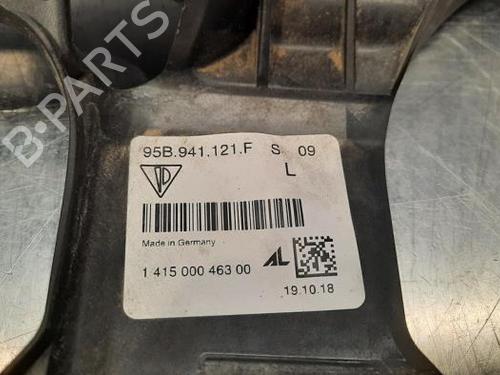 B-PARTS
95B.941.121.F S 09
L
Made in Germany
1 415 000 463 00 AL
19.10.18